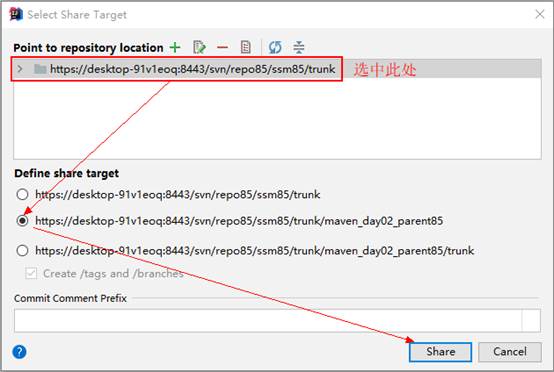 Select Share Target
Point to repository location
https://desktop-91v1eoq:8443/svn/repo85/ssm85/trunk 选中此处
Define share target
https://desktop-91v1eoq:8443/svn/repo85/ssm85/trunk
https://desktop-91v1eoq:8443/svn/repo85/ssm85/trunk/maven_day02_parent85
https://desktop-91v1eoq:8443/svn/repo85/ssm85/trunk/maven_day02_parent85/trunk
Create /tags and /branches
Commit Comment Prefix
? Share Cancel